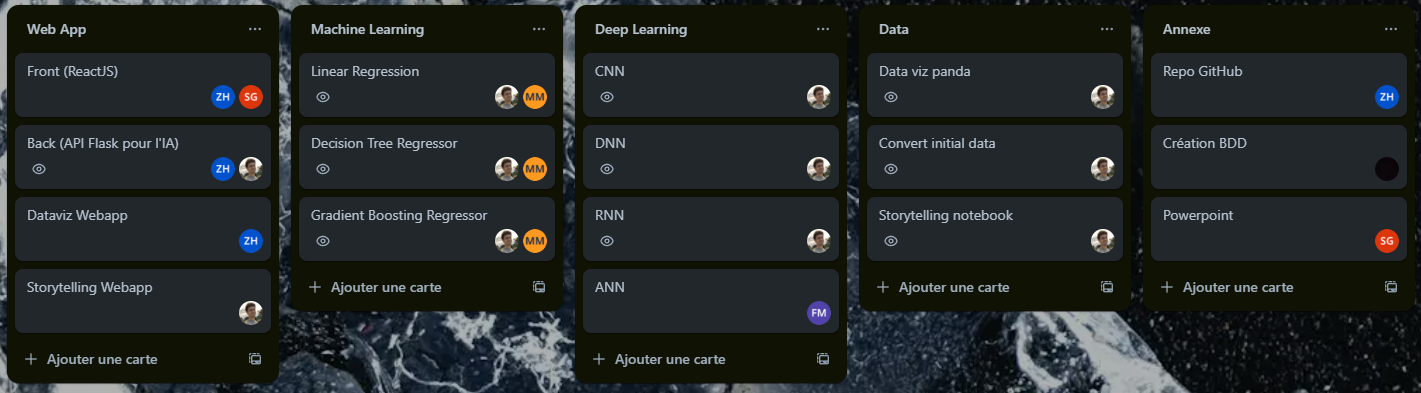 Web App
Front (ReactJS)
ZH SG
Back (API Flask pour l'IA)
ZH
Dataviz Webapp
ZH
Storytelling Webapp
Ajouter une carte
Machine Learning
Linear Regression
MM
Decision Tree Regressor
MM
Gradient Boosting Regressor
MM
Ajouter une carte
Deep Learning
CNN
DNN
RNN
ANN
FM
Ajouter une carte
Data
Data viz panda
Convert initial data
Storytelling notebook
Ajouter une carte
Annexe
Repo GitHub
ZH
Création BDD
Powerpoint
SG
Ajouter une carte